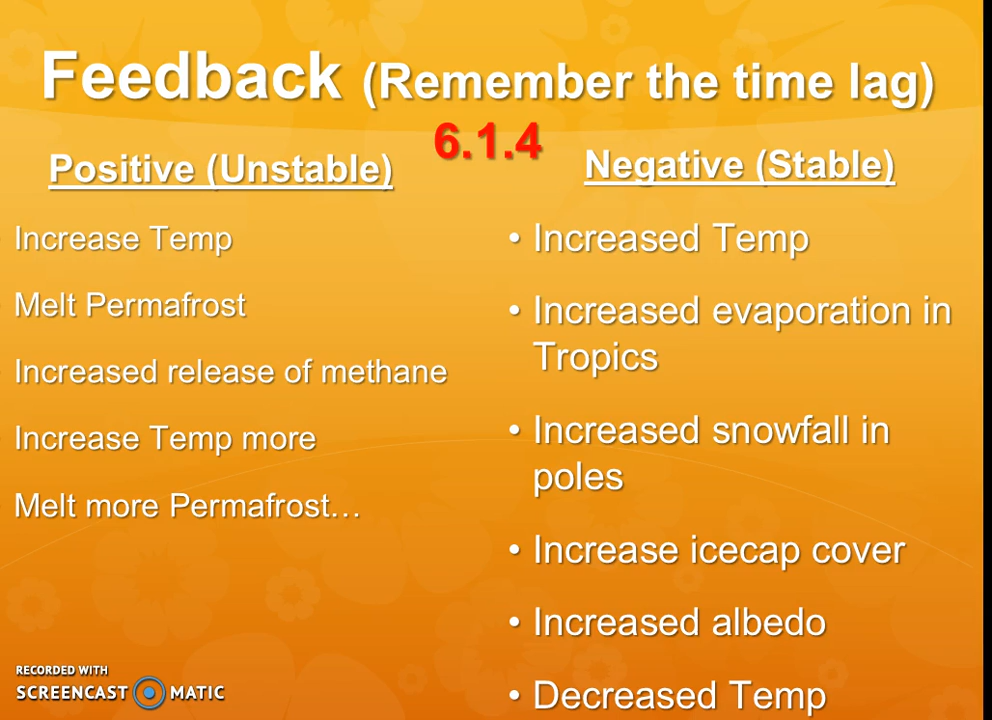 Feedback (Remember the time lag)
6.1.4
Positive (Unstable)
Increase Temp
Melt Permafrost
Increased release of methane
Increase Temp more
Melt more Permafrost…
Negative (Stable)
• Increased Temp
• Increased evaporation in
Tropics
• Increased snowfall in
poles
• Increase icecap cover
• Increased albedo
• Decreased Temp
RECORDED WITH
SCREENCAST MATIC